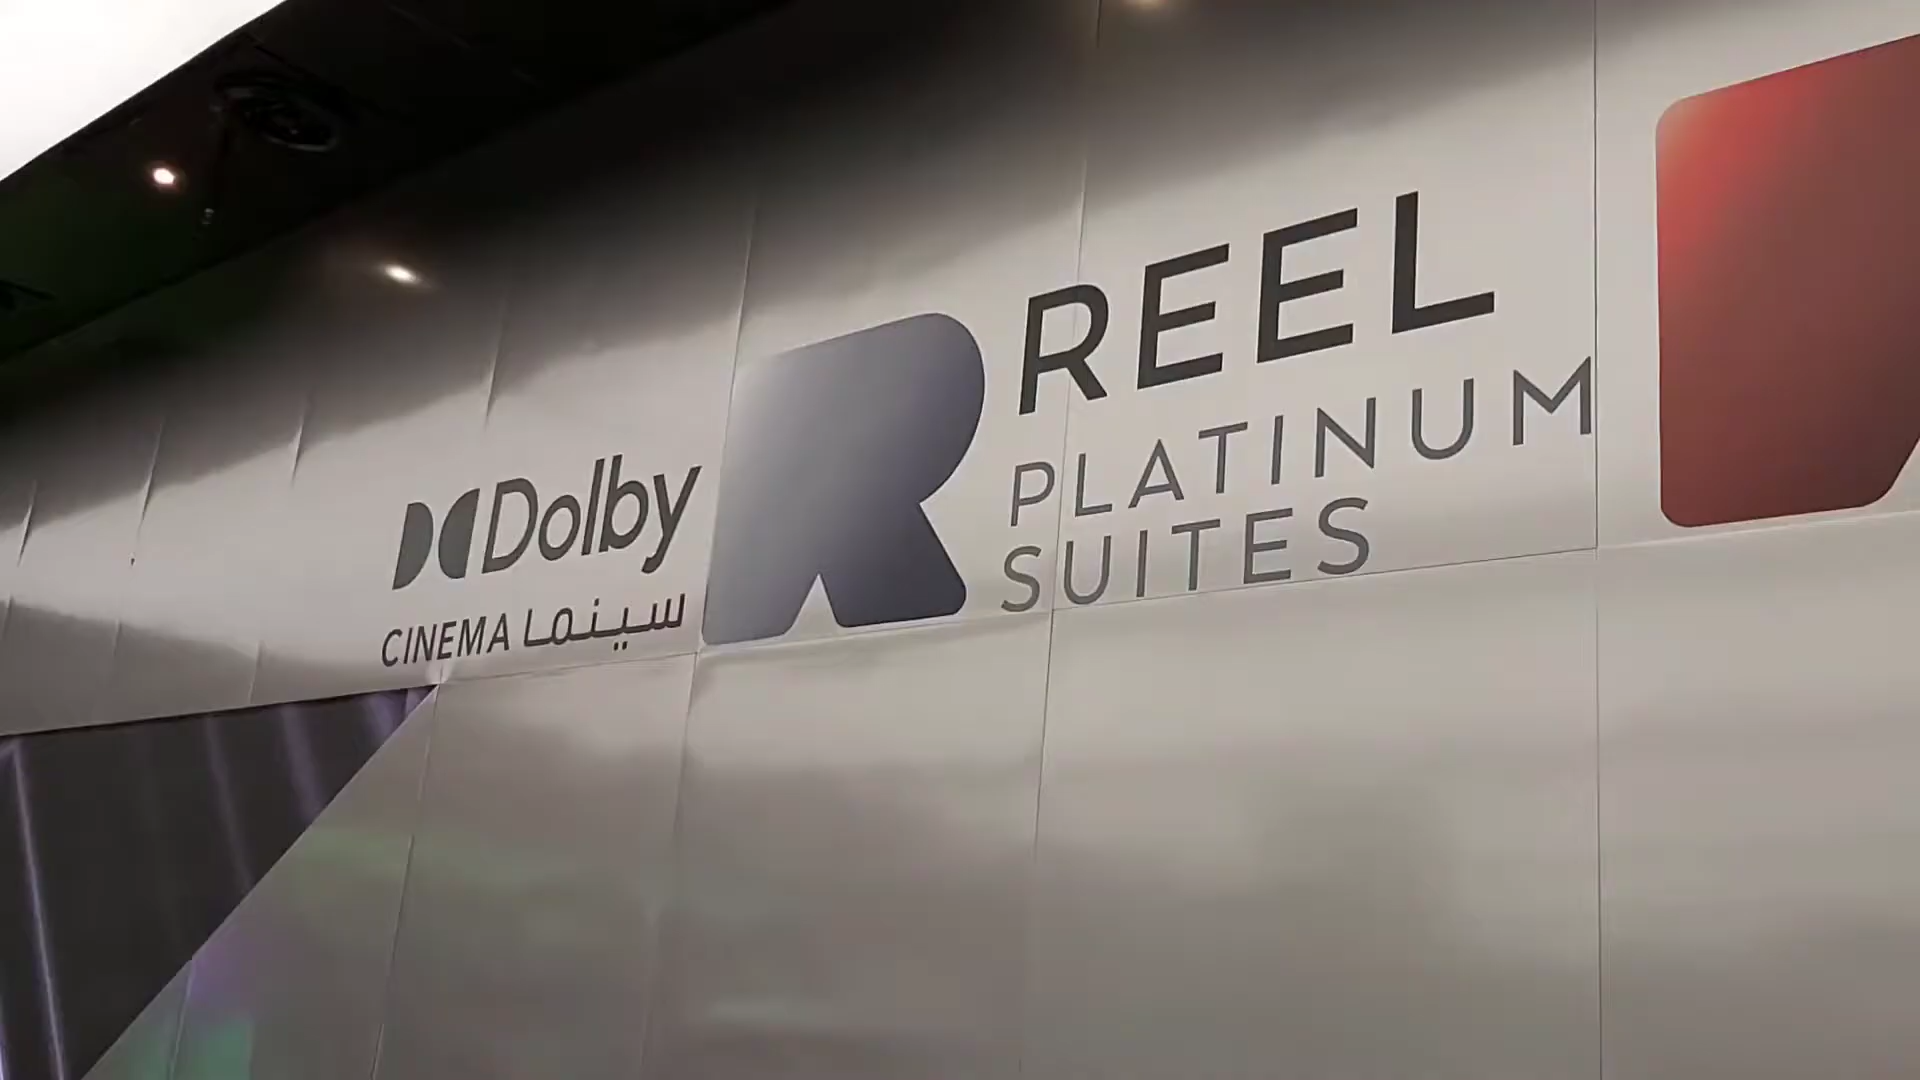 Dolby
CINEMA سينما
R
REEL
PLATINUM
SUITES